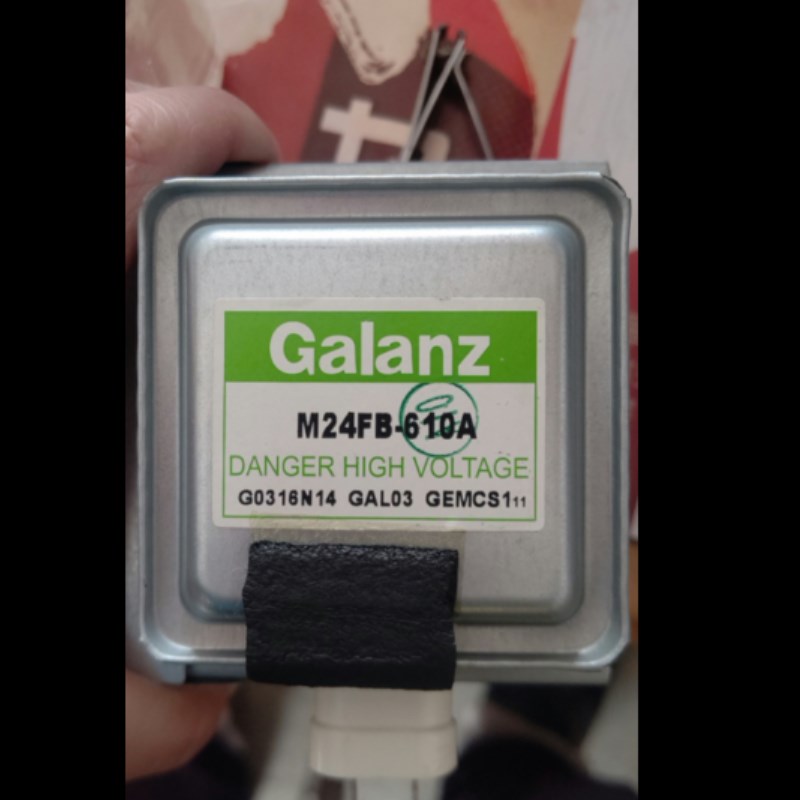 Galanz
M24FB-610A
DANGER HIGH VOLTAGE
G0316N14 GAL03 GEMCS111